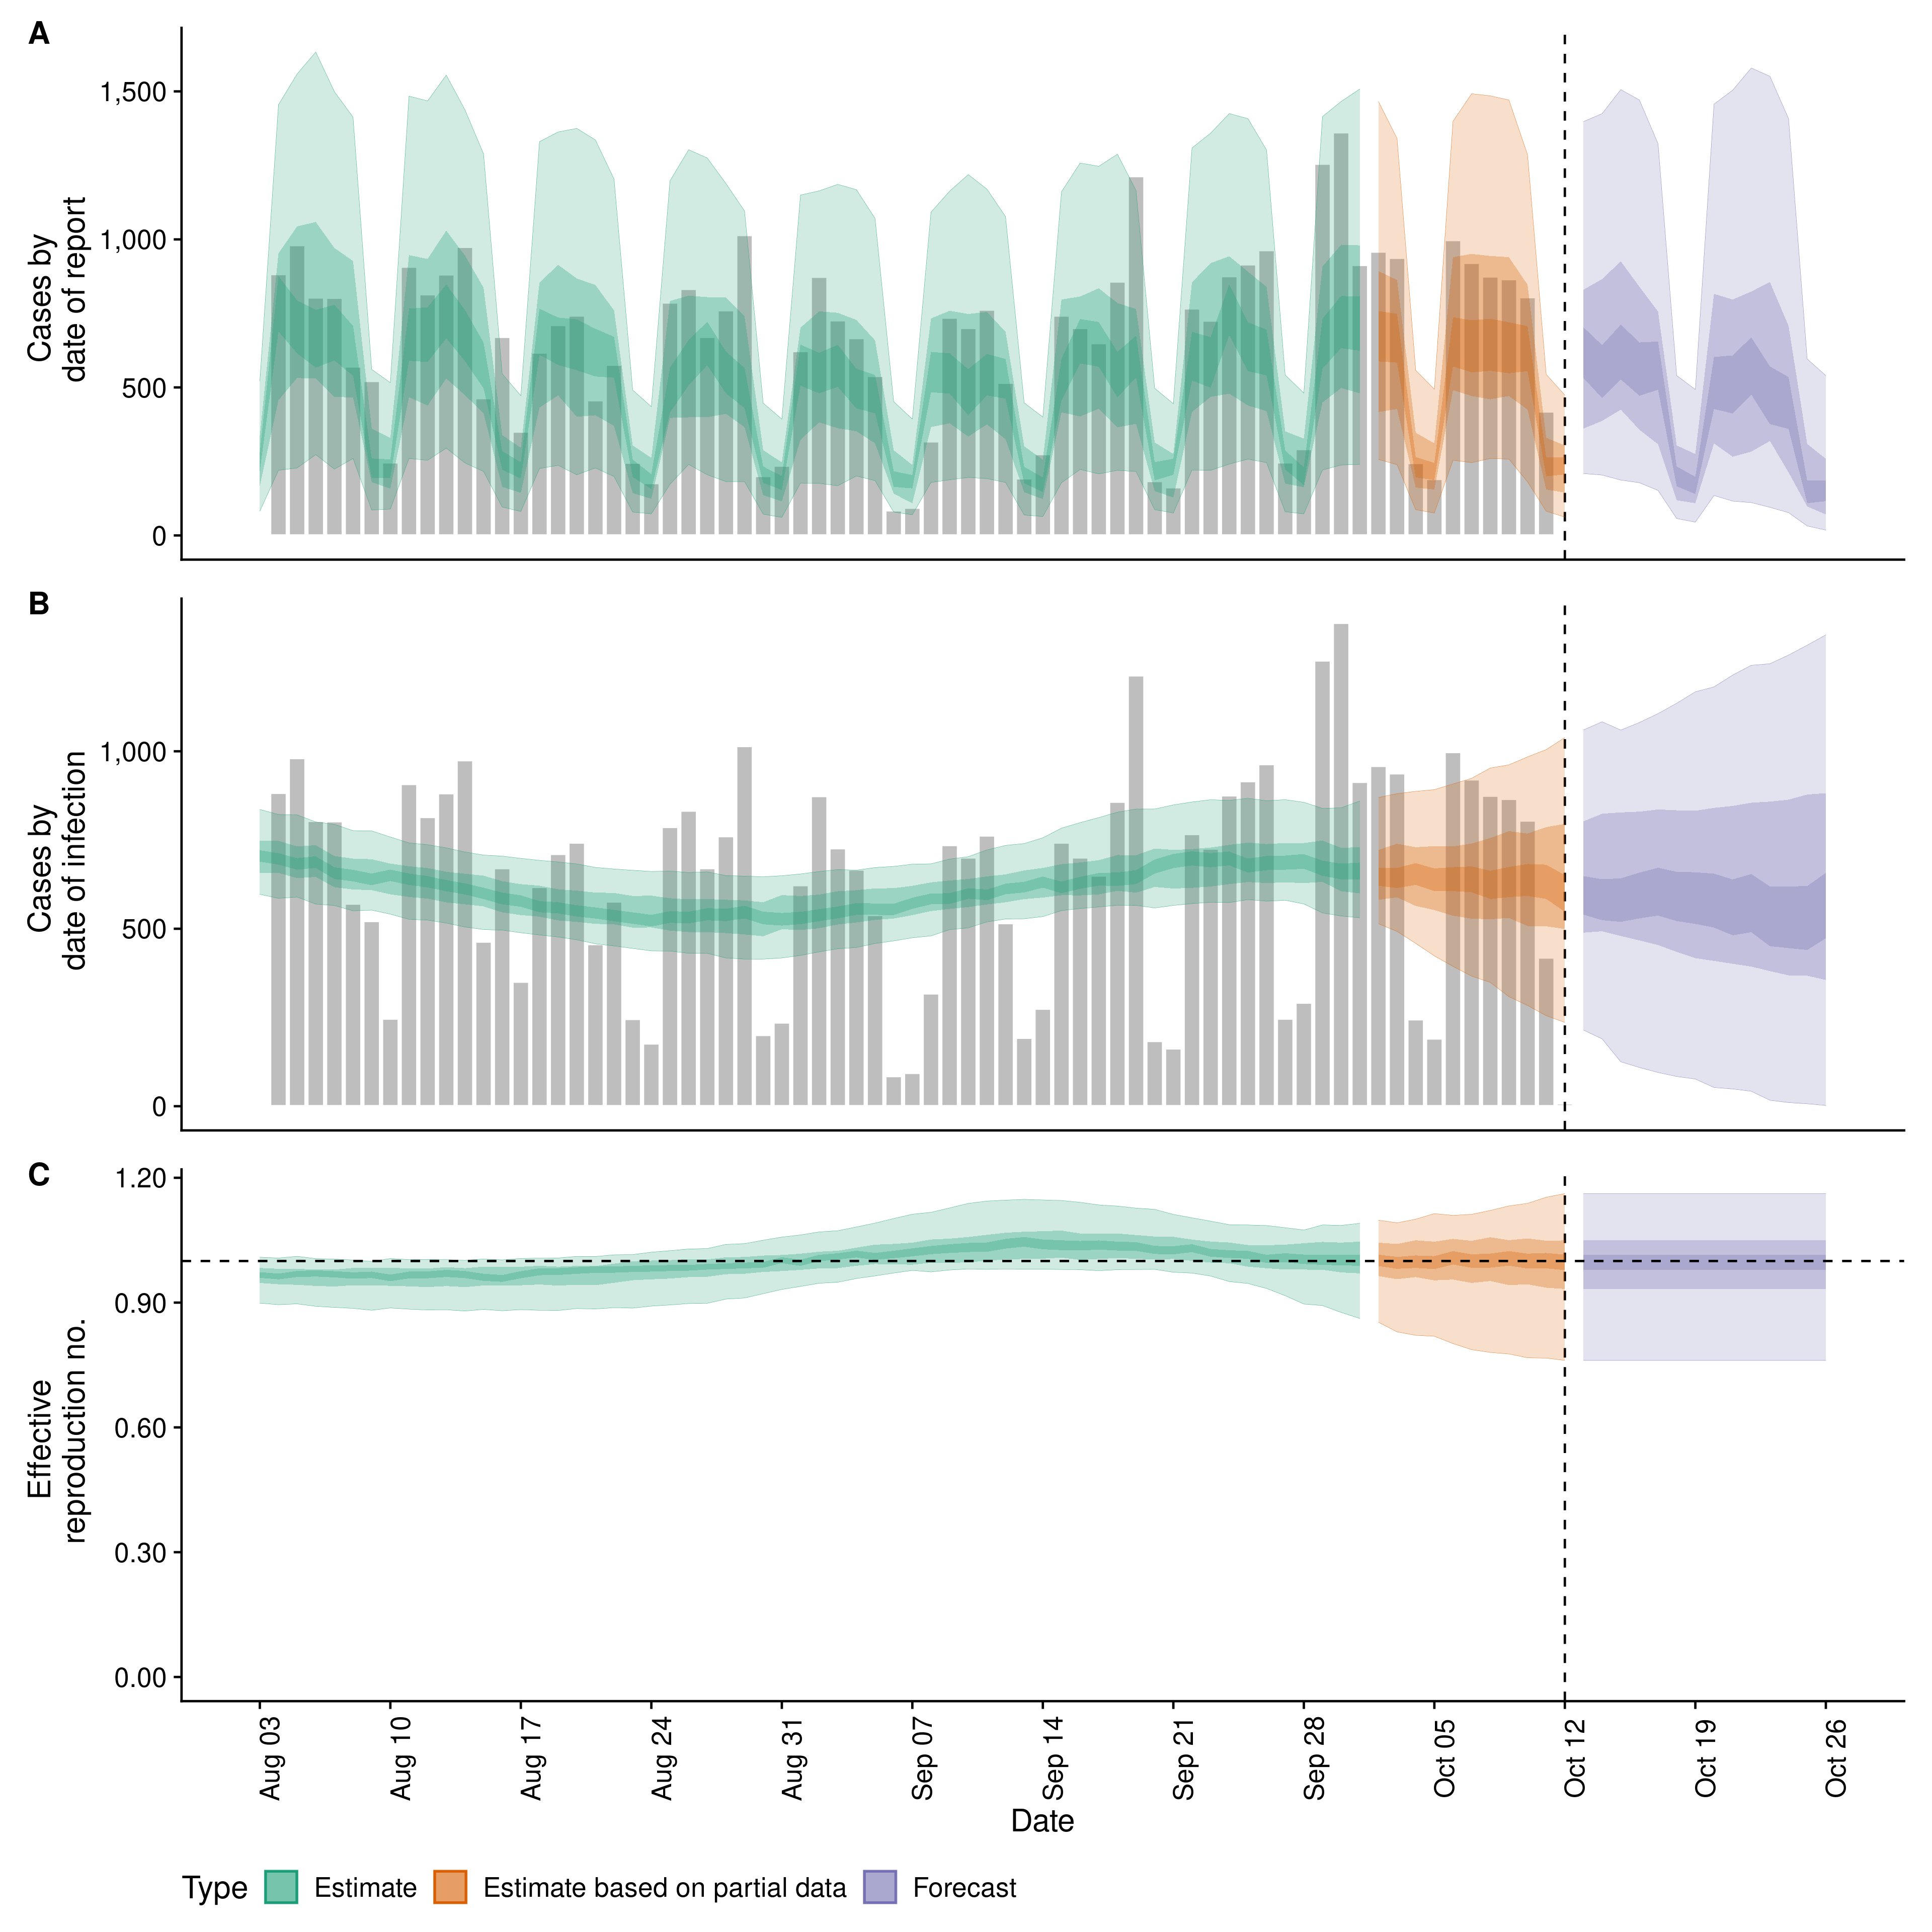 A
Cases by
date of report
1,500
1,000
500
0
B
Cases by
date of infection
1,000
500
0
C
Effective
reproduction no.
1.20
0.90
0.60
0.30
0.00
Aug 03
Aug 10
Aug 17
Aug 24
Aug 31
Sep 07
Sep 14
Sep 21
Sep 28
Oct 05
Oct 12
Oct 19
Oct 26
Date
Type Estimate Estimate based on partial data Forecast